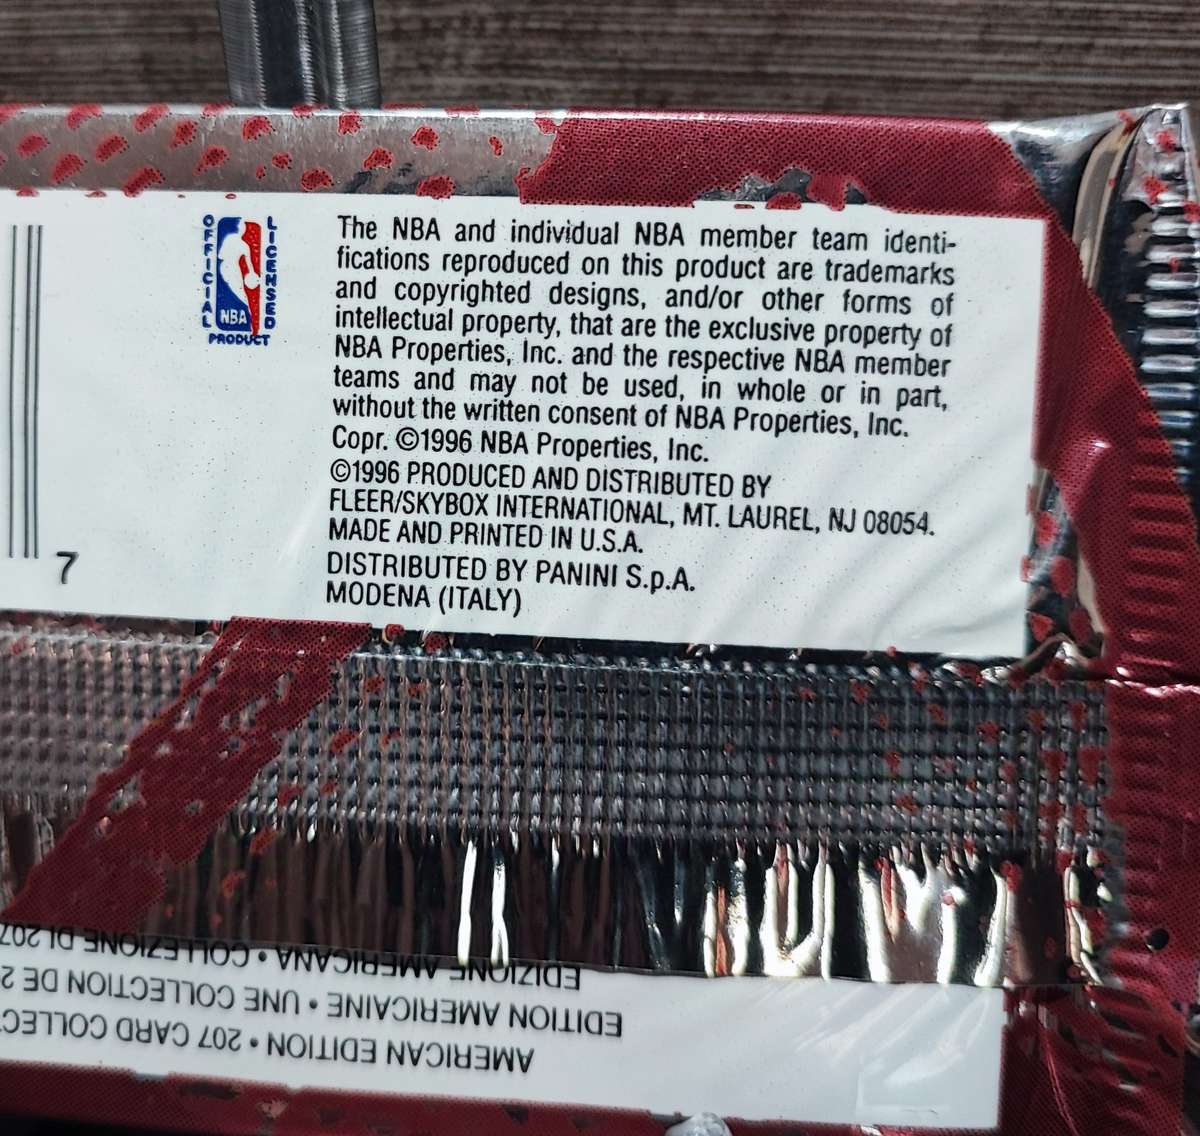 OFFICIAL
LICENSED
NBA
PRODUCT
The NBA and individual NBA member team identi-
fications reproduced on this product are trademarks
and copyrighted designs, and/or other forms of
intellectual property, that are the exclusive property of
NBA Properties, Inc. and the respective NBA member
teams and may not be used, in whole or in part,
without the written consent of NBA Properties, Inc.
Copr. ©1996 NBA Properties, Inc.
©1996 PRODUCED AND DISTRIBUTED BY
FLEER/SKYBOX INTERNATIONAL, MT. LAUREL, NJ 08054.
MADE AND PRINTED IN U.S.A.
DISTRIBUTED BY PANINI S.p.A.
MODENA (ITALY)
7
AMERICAN EDITION • 207 CARD COLLEC
EDITION AMERICAINE • UNE COLLECTION DE 2
EDIZIONE AMERICANA • COLLEZIONE DI 207